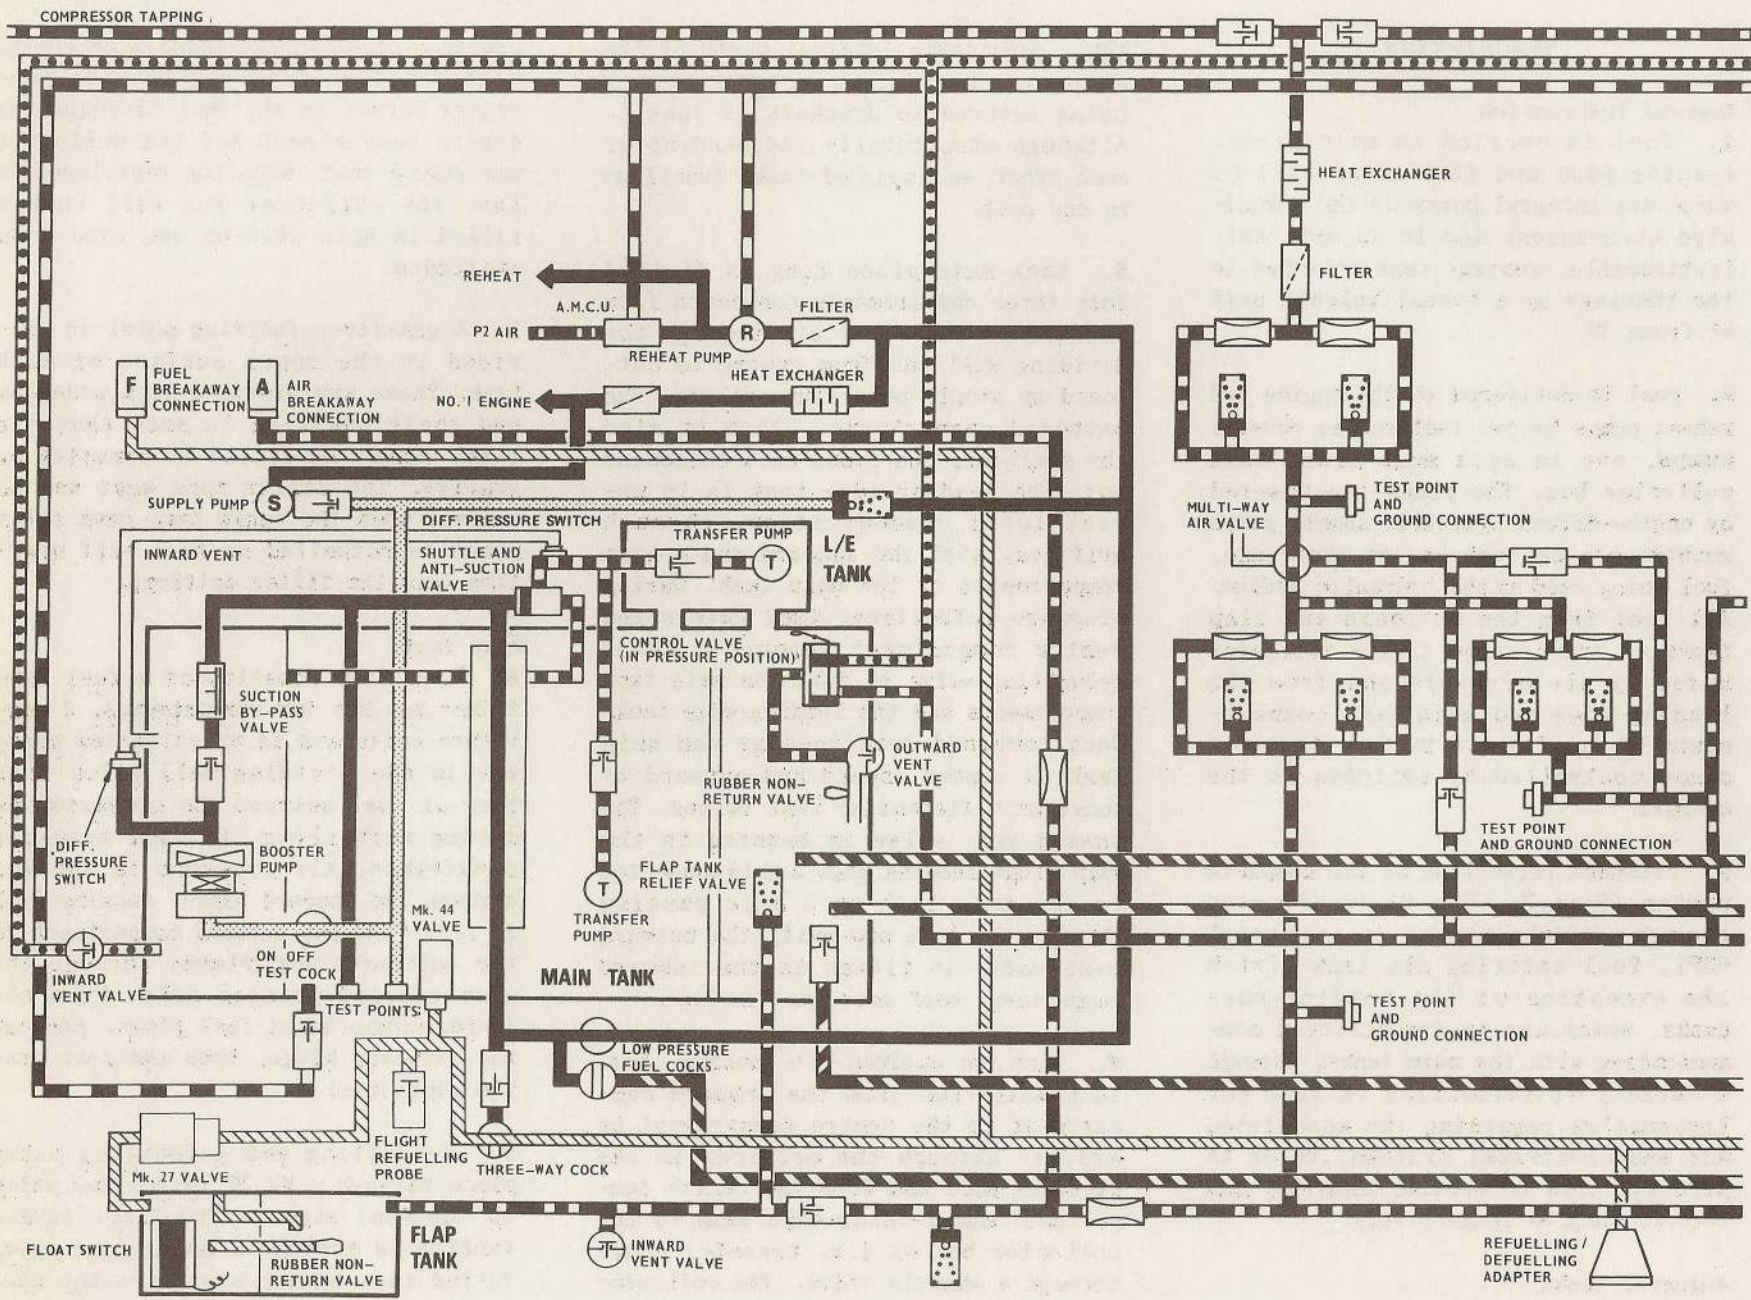 COMPRESSOR TAPPING
HEAT EXCHANGER
FILTER
REHEAT
A.M.C.U.
FILTER
P2 AIR
R
REHEAT PUMP
F
FUEL
BREAKAWAY
CONNECTION
A
AIR
BREAKAWAY
CONNECTION
HEAT EXCHANGER
NO. 1 ENGINE
SUPPLY PUMP
S
DIFF. PRESSURE SWITCH
TRANSFER PUMP
T
L/E
TANK
INWARD VENT
SHUTTLE AND
ANTI-SUCTION
VALVE
MULTI-WAY
AIR VALVE
TEST POINT
AND
GROUND CONNECTION
CONTROL VALVE
(IN PRESSURE POSITION)
SUCTION
BY-PASS
VALVE
OUTWARD
VENT
VALVE
RUBBER NON-
RETURN VALVE
DIFF.
PRESSURE
SWITCH
BOOSTER
PUMP
FLAP TANK
RELIEF VALVE
T
TRANSFER
PUMP
TEST POINT
AND GROUND CONNECTION
Mk. 44
VALVE
ON OFF
TEST COCK
INWARD
VENT VALVE
MAIN TANK
TEST POINTS
TEST POINT
AND
GROUND CONNECTION
LOW PRESSURE
FUEL COCKS
FLIGHT
REFUELLING
PROBE
THREE-WAY COCK
Mk. 27 VALVE
FLOAT SWITCH
RUBBER NON-
RETURN VALVE
FLAP
TANK
INWARD
VENT VALVE
REFUELLING /
DEFUELLING
ADAPTER